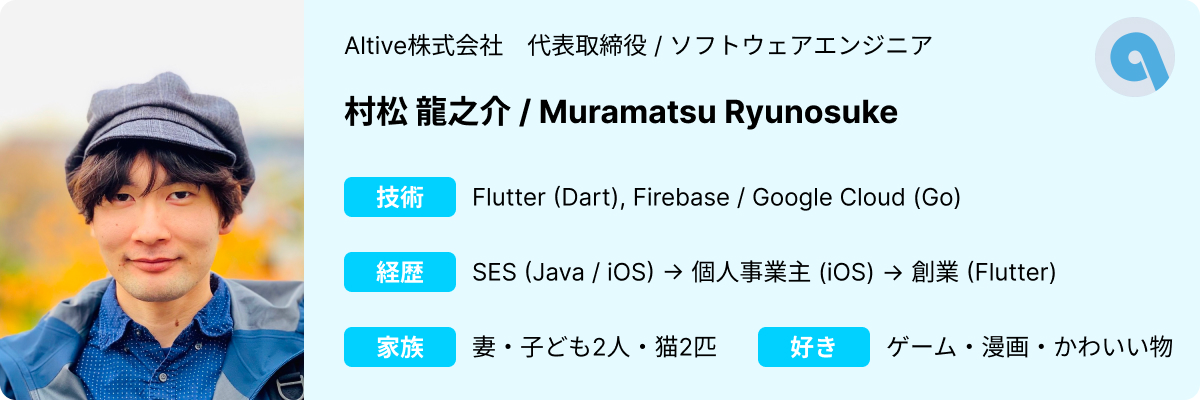 Altive株式会社　代表取締役 / ソフトウェアエンジニア
村松 龍之介 / Muramatsu Ryunosuke
技術 Flutter (Dart), Firebase / Google Cloud (Go)
経歴 SES (Java / iOS) → 個人事業主 (iOS) → 創業 (Flutter)
家族 妻・子ども2人・猫2匹 好き ゲーム・漫画・かわいい物